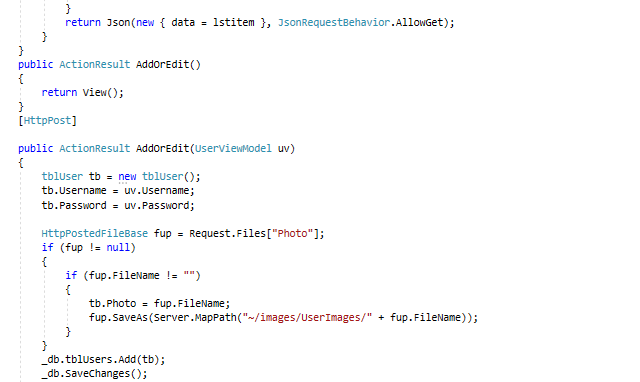 }
return Json(new { data = lstitem }, JsonRequestBehavior.AllowGet);
}
}
public ActionResult AddOrEdit()
{
return View();
}
[HttpPost]
public ActionResult AddOrEdit(UserViewModel uv)
{
tblUser tb = new tblUser();
tb.Username = uv.Username;
tb.Password = uv.Password;
HttpPostedFileBase fup = Request.Files["Photo"];
if (fup != null)
{
if (fup.FileName != "")
{
tb.Photo = fup.FileName;
fup.SaveAs(Server.MapPath("~/images/UserImages/" + fup.FileName));
}
}
_db.tblUsers.Add(tb);
_db.SaveChanges();